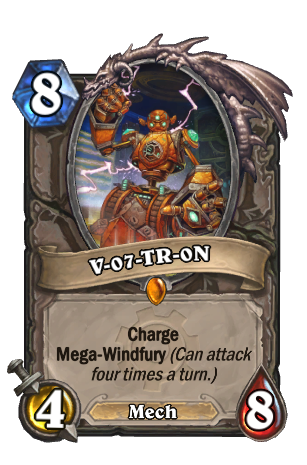 8
V-07-TR-0N
Charge
Mega-Windfury (Can attack
four times a turn.)
4
Mech
8